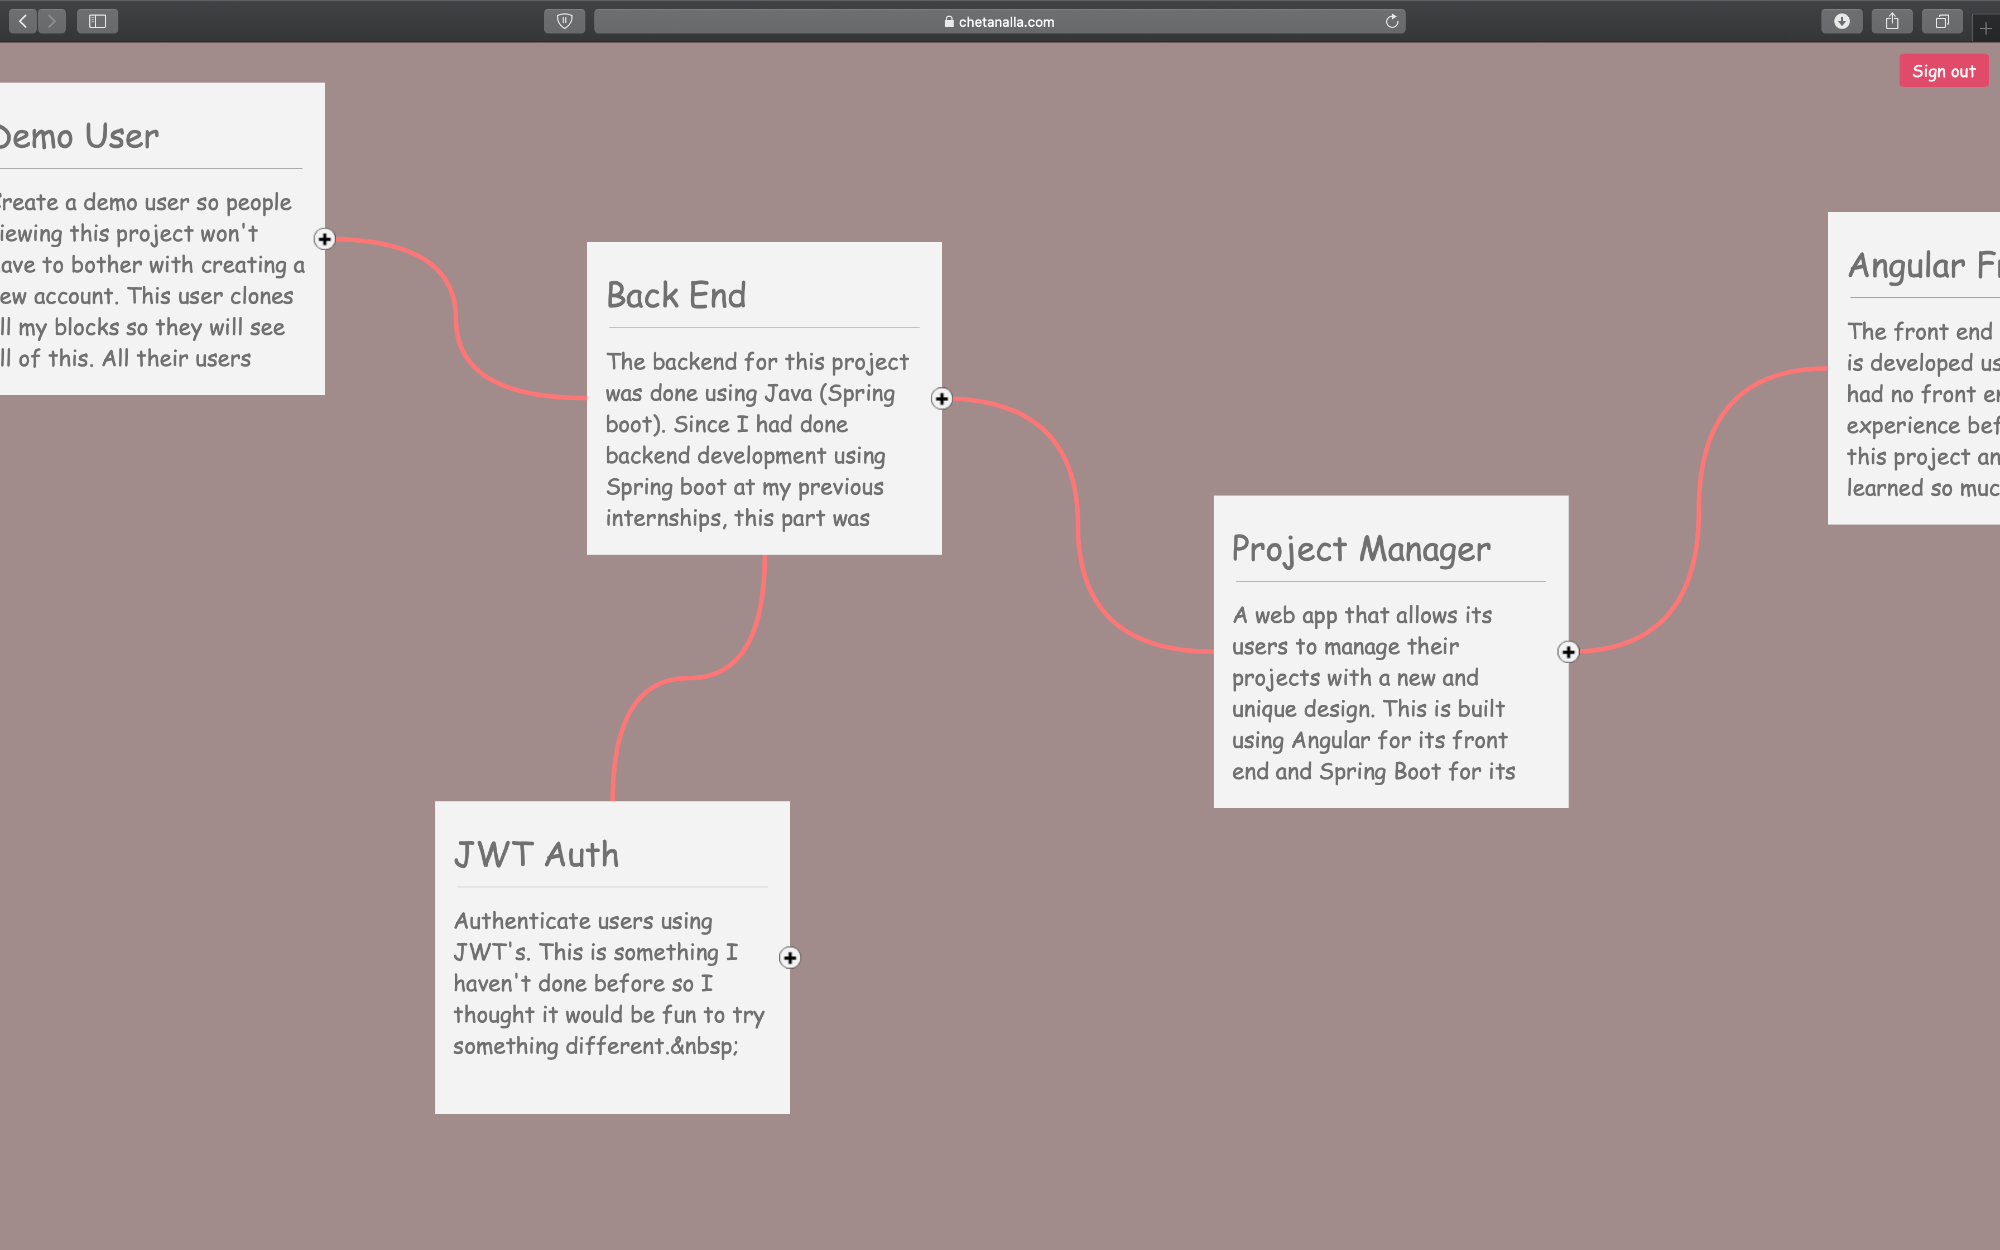 chetanalla.com
Sign out
Demo User
Create a demo user so people
iewing this project won't
ave to bother with creating a
ew account. This user clones
ll my blocks so they will see
ll of this. All their users
Back End
The backend for this project
was done using Java (Spring
boot). Since I had done
backend development using
Spring boot at my previous
internships, this part was
Angular Fr
The front end
is developed us
had no front en
experience bef
this project an
learned so muc
Project Manager
A web app that allows its
users to manage their
projects with a new and
unique design. This is built
using Angular for its front
end and Spring Boot for its
JWT Auth
Authenticate users using
JWT's. This is something I
haven't done before so I
thought it would be fun to try
something different.&nbsp;